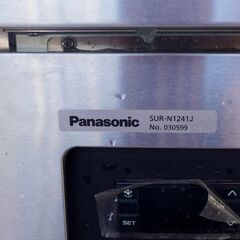 Panasonic
SUR-N1241J
No. 030599
SET